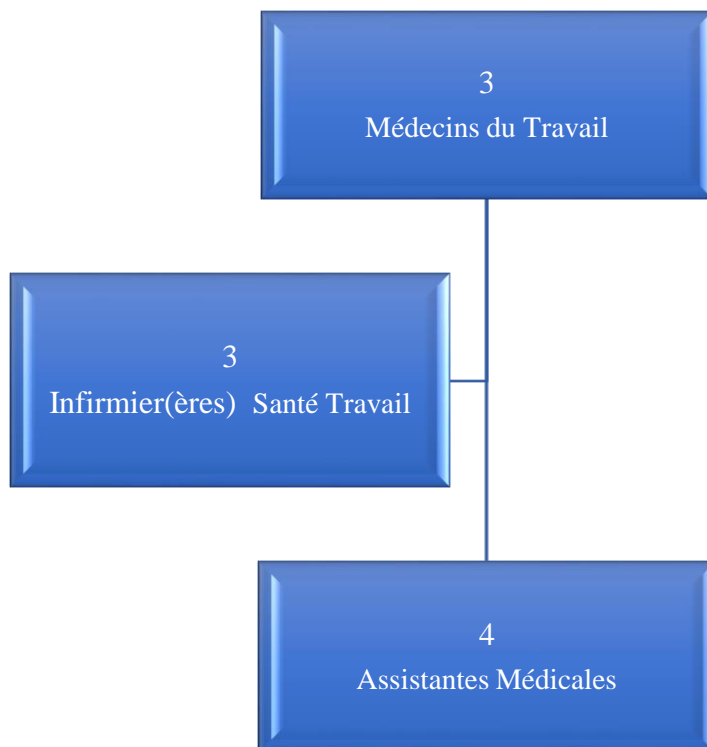 3
Médecins du Travail
3
Infirmier(ères) Santé Travail
4
Assistantes Médicales